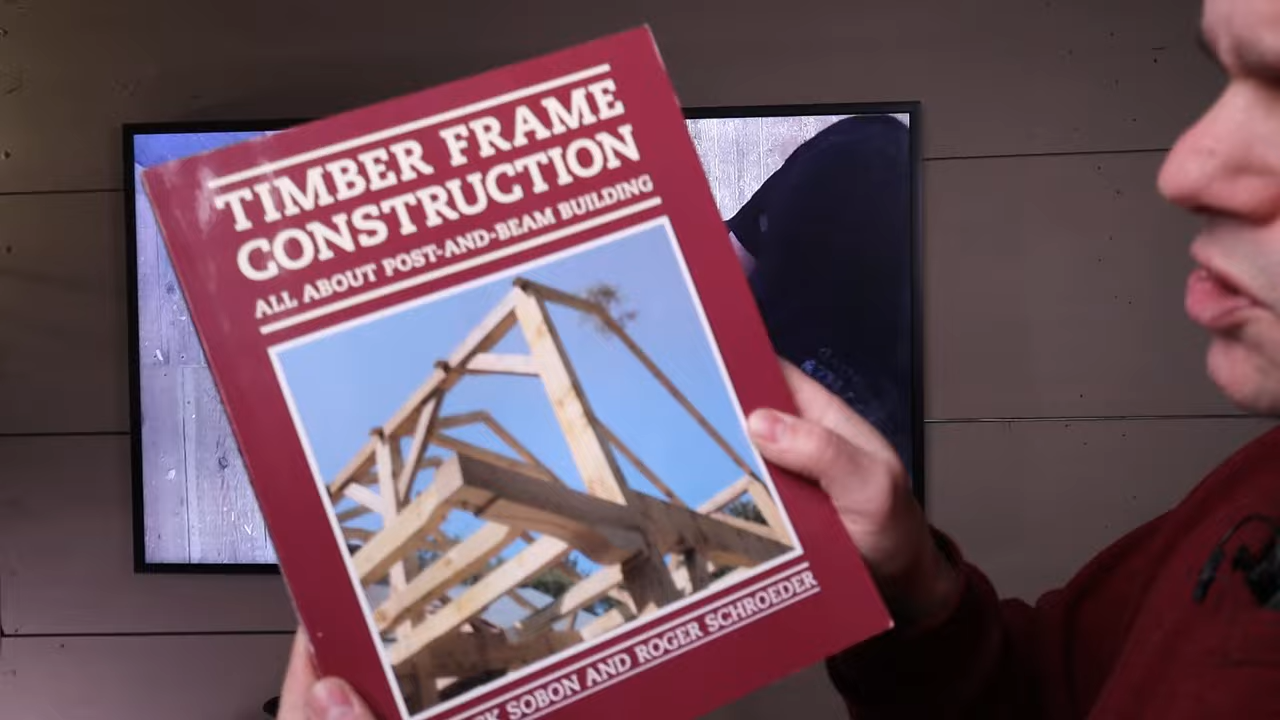 TIMBER FRAME
CONSTRUCTION
ALL ABOUT POST-AND-BEAM BUILDING
SOBON AND ROGER SCHROEDER